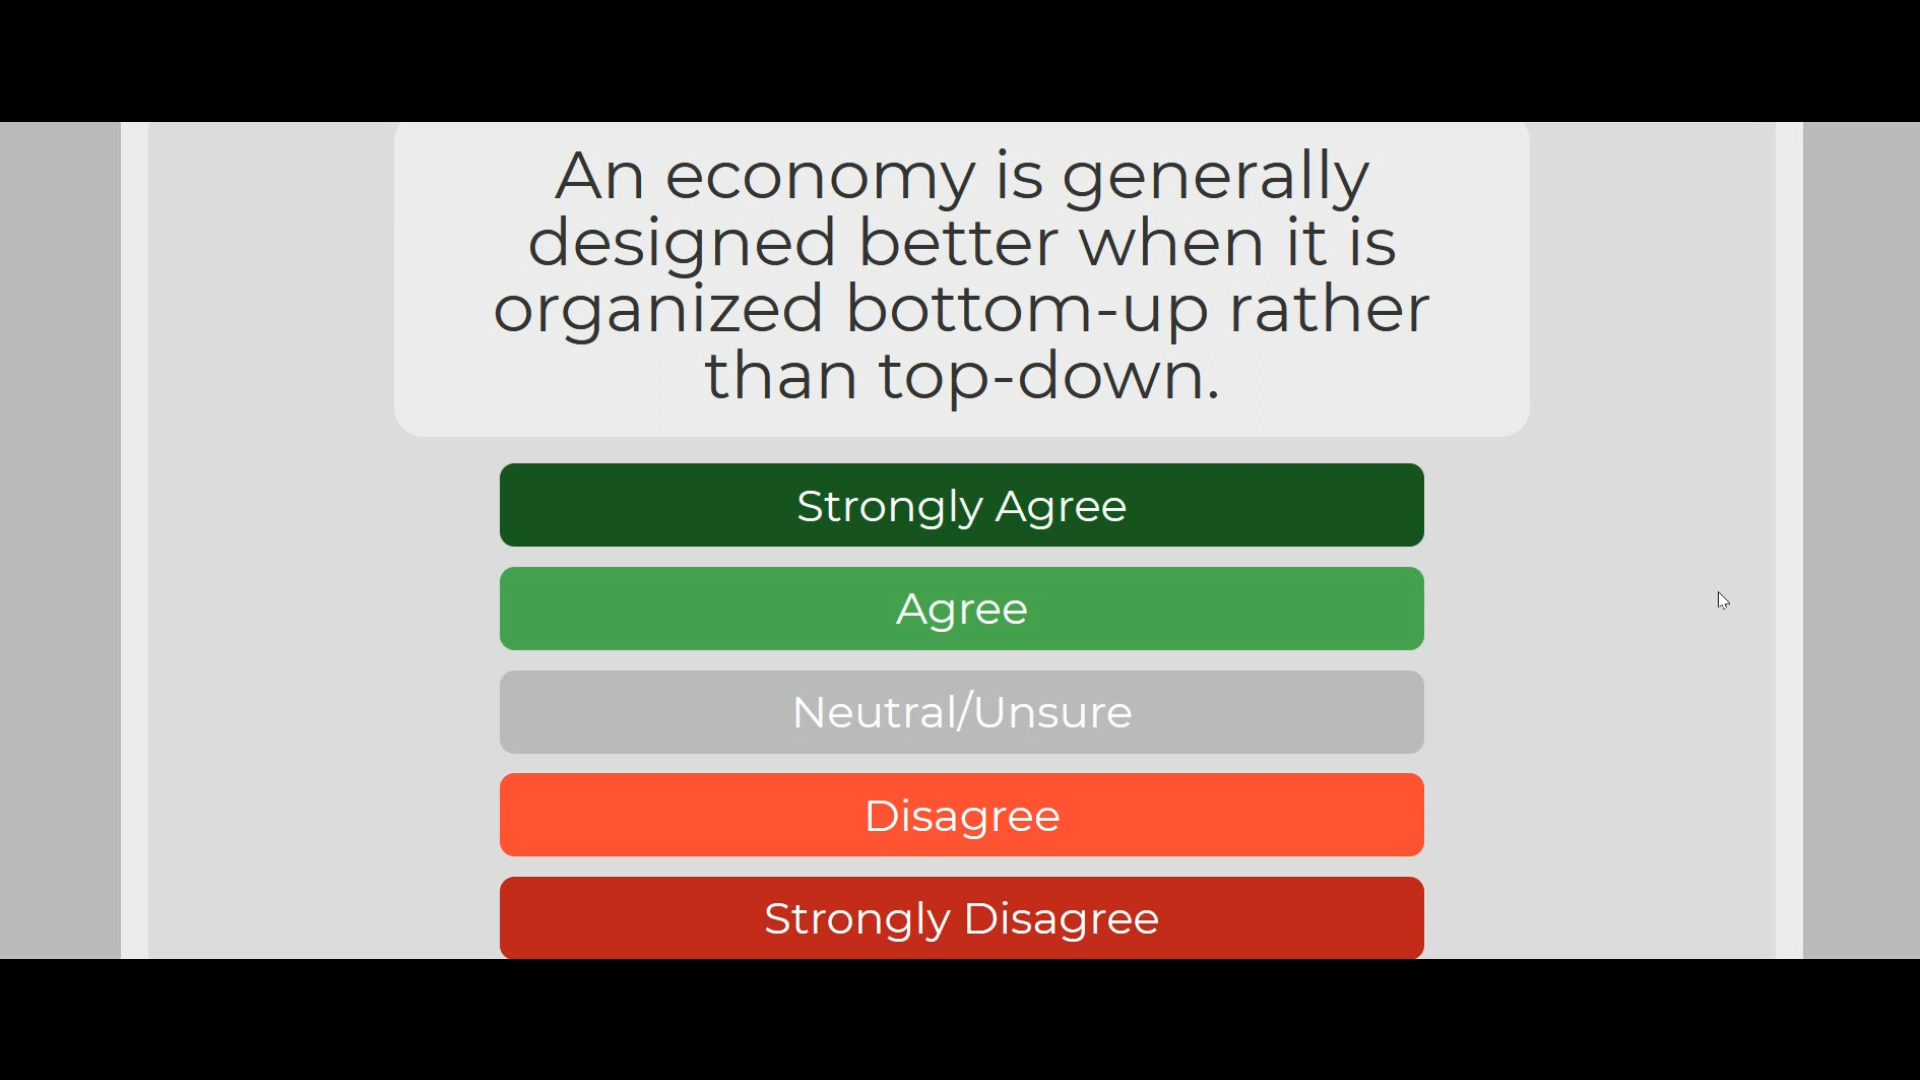 An economy is generally
designed better when it is
organized bottom-up rather
than top-down.
Strongly Agree
Agree
Neutral/Unsure
Disagree
Strongly Disagree